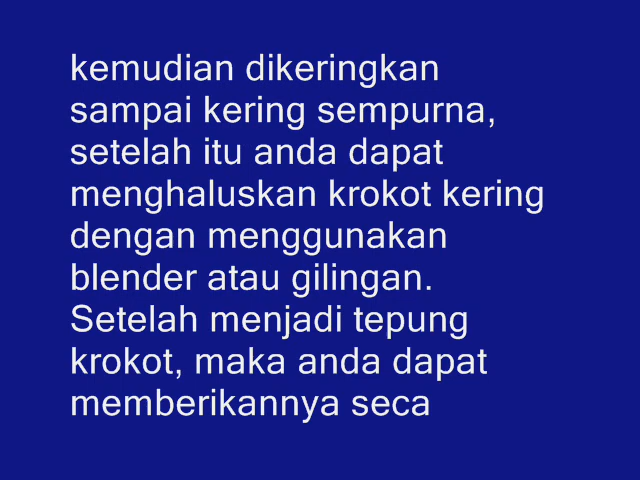 kemudian dikeringkan
sampai kering sempurna,
setelah itu anda dapat
menghaluskan krokot kering
dengan menggunakan
blender atau gilingan.
Setelah menjadi tepung
krokot, maka anda dapat
memberikannya seca